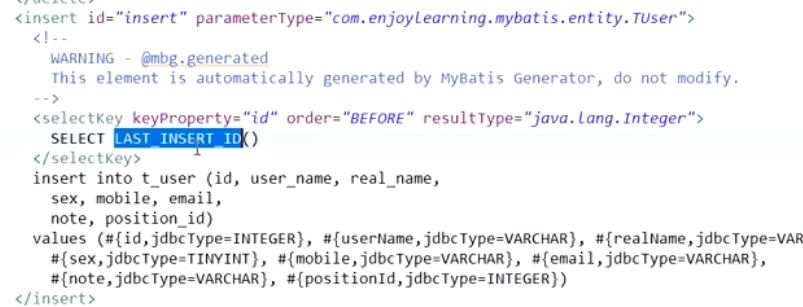 <insert id="insert" parameterType="com.enjoylearning.mybatis.entity.TUser">
<!--
WARNING - @mbg.generated
This element is automatically generated by MyBatis Generator, do not modify.
-->
<selectKey keyProperty="id" order="BEFORE" resultType="java.lang.Integer">
SELECT LAST_INSERT_ID()
</selectKey>
insert into t_user (id, user_name, real_name,
sex, mobile, email,
note, position_id)
values (#{id,jdbcType=INTEGER}, #{userName,jdbcType=VARCHAR}, #{realName,jdbcType=VAR
#{sex,jdbcType=TINYINT}, #{mobile,jdbcType=VARCHAR}, #{email,jdbcType=VARCHAR},
#{note,jdbcType=VARCHAR}, #{positionId,jdbcType=INTEGER})
</insert>